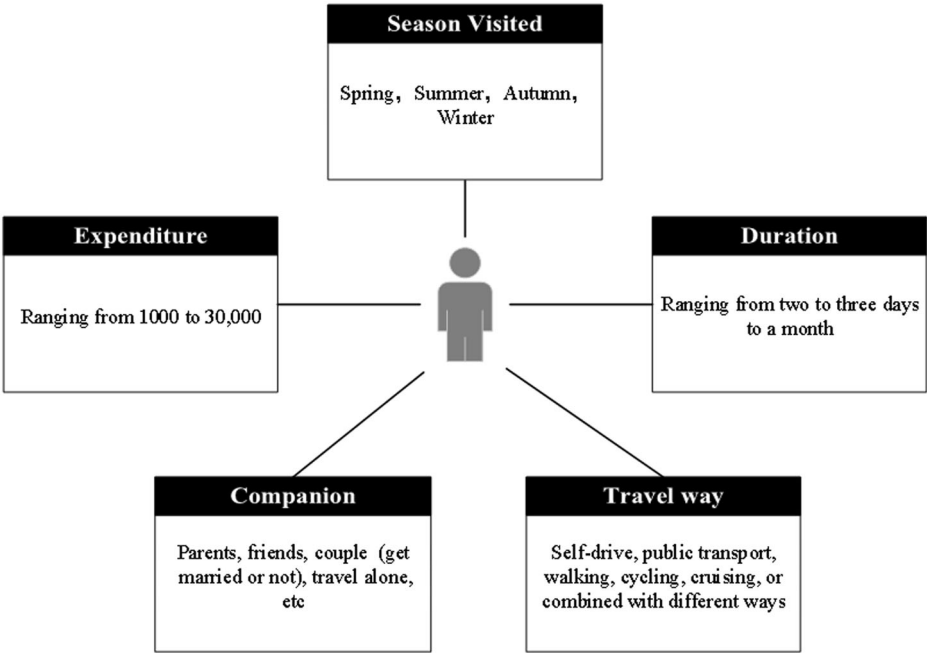 Season Visited
Spring, Summer, Autumn,
Winter
Expenditure
Ranging from 1000 to 30,000
Duration
Ranging from two to three days
to a month
Companion
Parents, friends, couple (get
married or not), travel alone,
etc
Travel way
Self-drive, public transport,
walking, cycling, cruising, or
combined with different ways